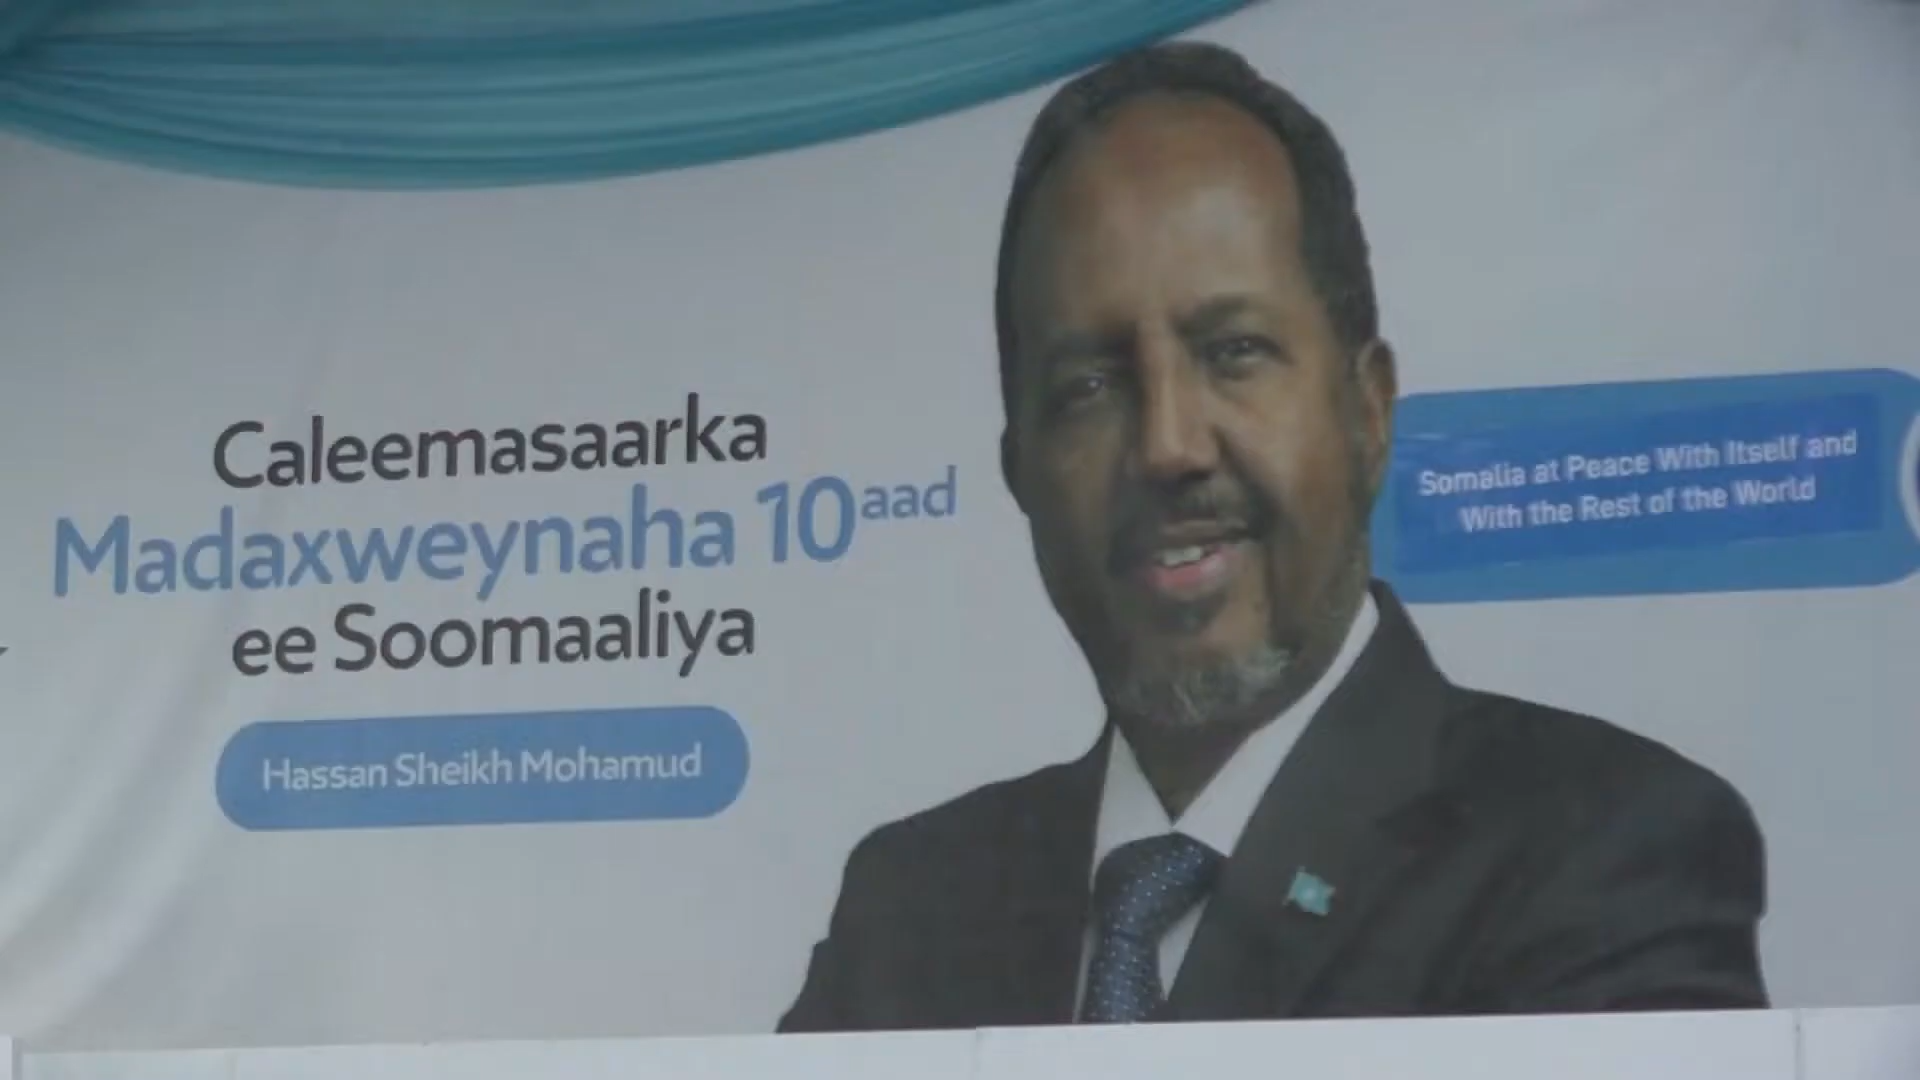 Caleemasaarka
Madaxweynaha 10aad
ee Soomaaliya
Hassan Sheikh Mohamud
Somalia at Peace With Itself and
With the Rest of the World